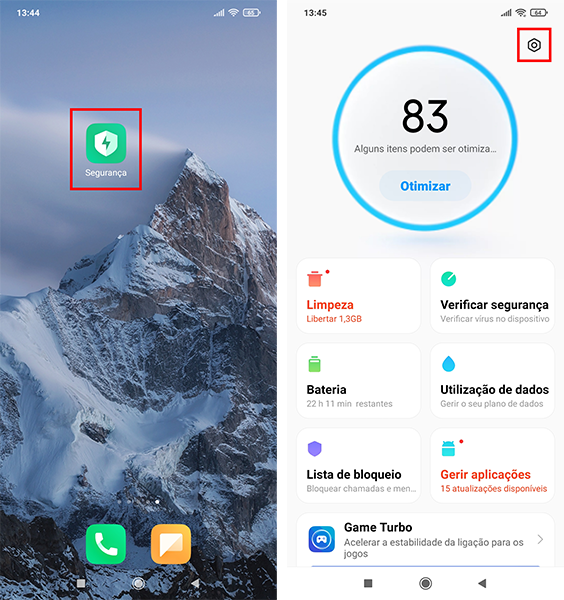 13:44
65
Segurança
13:45
64
83
Alguns itens podem ser otimiza...
Otimizar
Limpeza
Libertar 1,3GB
Verificar segurança
Verificar vírus no dispositivo
Bateria
22 h 11 min restantes
Utilização de dados
Gerir o seu plano de dados
Lista de bloqueio
Bloquear chamadas e men...
Gerir aplicações
15 atualizações disponíveis
Game Turbo
Acelerar a estabilidade da ligação para os
jogos